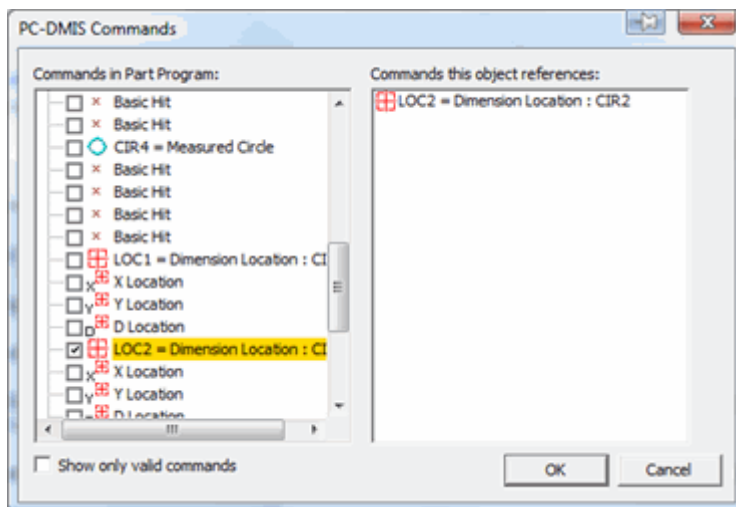 PC-DMIS Commands
Commands in Part Program:
Basic Hit
Basic Hit
CIR4 = Measured Circle
Basic Hit
Basic Hit
Basic Hit
Basic Hit
LOC1 = Dimension Location : CI
X X Location
Y Y Location
D D Location
LOC2 = Dimension Location : CI
X X Location
Y Y Location
D Location
Show only valid commands
Commands this object references:
LOC2 = Dimension Location : CIR2
OK
Cancel